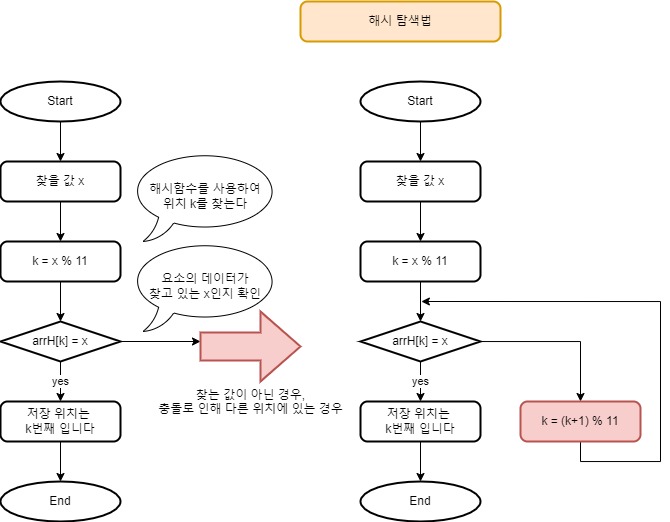 해시 탐색법
Start
찾을 값 x
해시함수를 사용하여
위치 k를 찾는다
k = x % 11
요소의 데이터가
찾고 있는 x인지 확인
arrH[k] = x
yes
찾는 값이 아닌 경우,
충돌로 인해 다른 위치에 있는 경우
저장 위치는
k번째 입니다
End
Start
찾을 값 x
k = x % 11
arrH[k] = x
yes
저장 위치는
k번째 입니다
k = (k+1) % 11
End